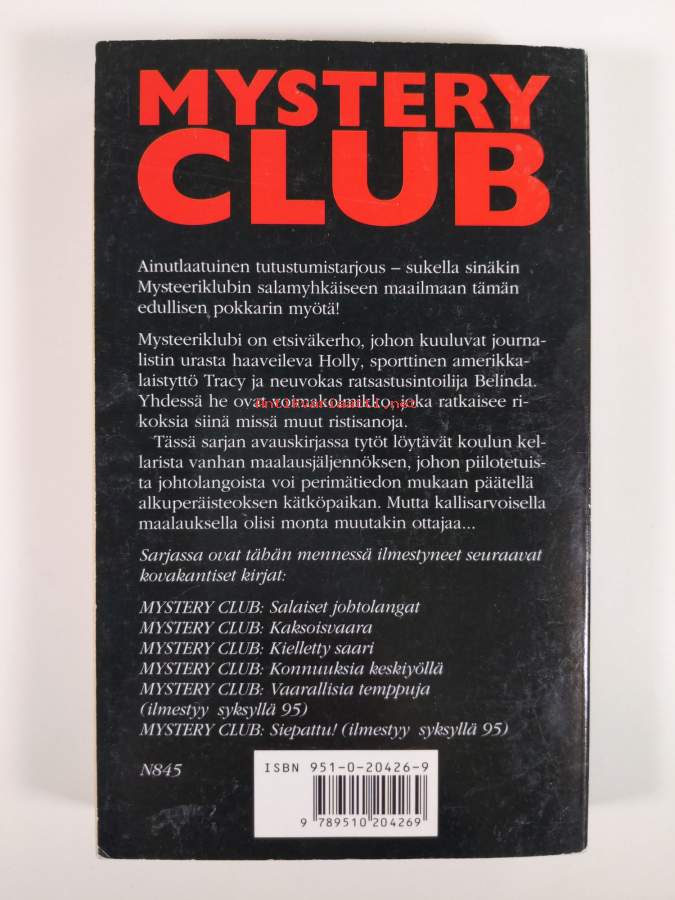 MYSTERY
CLUB
Ainutlaatuinen tutustumistarjous – sukella sinäkin
Mysteeriklubin salamyhkäiseen maailmaan tämän
edullisen pokkarin myötä!
Mysteeriklubi on etsiväkerho, johon kuuluvat journa-
listin urasta haaveileva Holly, sporttinen amerikka-
laistyttö Tracy ja neuvokas ratsastusintoilija Belinda.
Yhdessä he ovat voimakolmikko, joka ratkaisee ri-
antikvariaatti.net
koksia siinä missä muut ristisanoja.
Tässä sarjan avauskirjassa tytöt löytävät koulun kel-
larista vanhan maalausjäljennöksen, johon piilotetuis-
ta johtolangoista voi perimätiedon mukaan päätellä
alkuperäisteoksen kätköpaikan. Mutta kallisarvoisella
maalauksella olisi monta muutakin ottajaa...
Sarjassa ovat tähän mennessä ilmestyneet seuraavat
kovakantiset kirjat:
MYSTERY CLUB: Salaiset johtolangat
MYSTERY CLUB: Kaksoisvaara
MYSTERY CLUB: Kielletty saari
MYSTERY CLUB: Konnuuksia keskiyöllä
MYSTERY CLUB: Vaarallisia temppuja
(ilmestyy syksyllä 95)
MYSTERY CLUB: Siepattu! (ilmestyy syksyllä 95)
N845
ISBN 951-0-20426-9
9 789510 204269